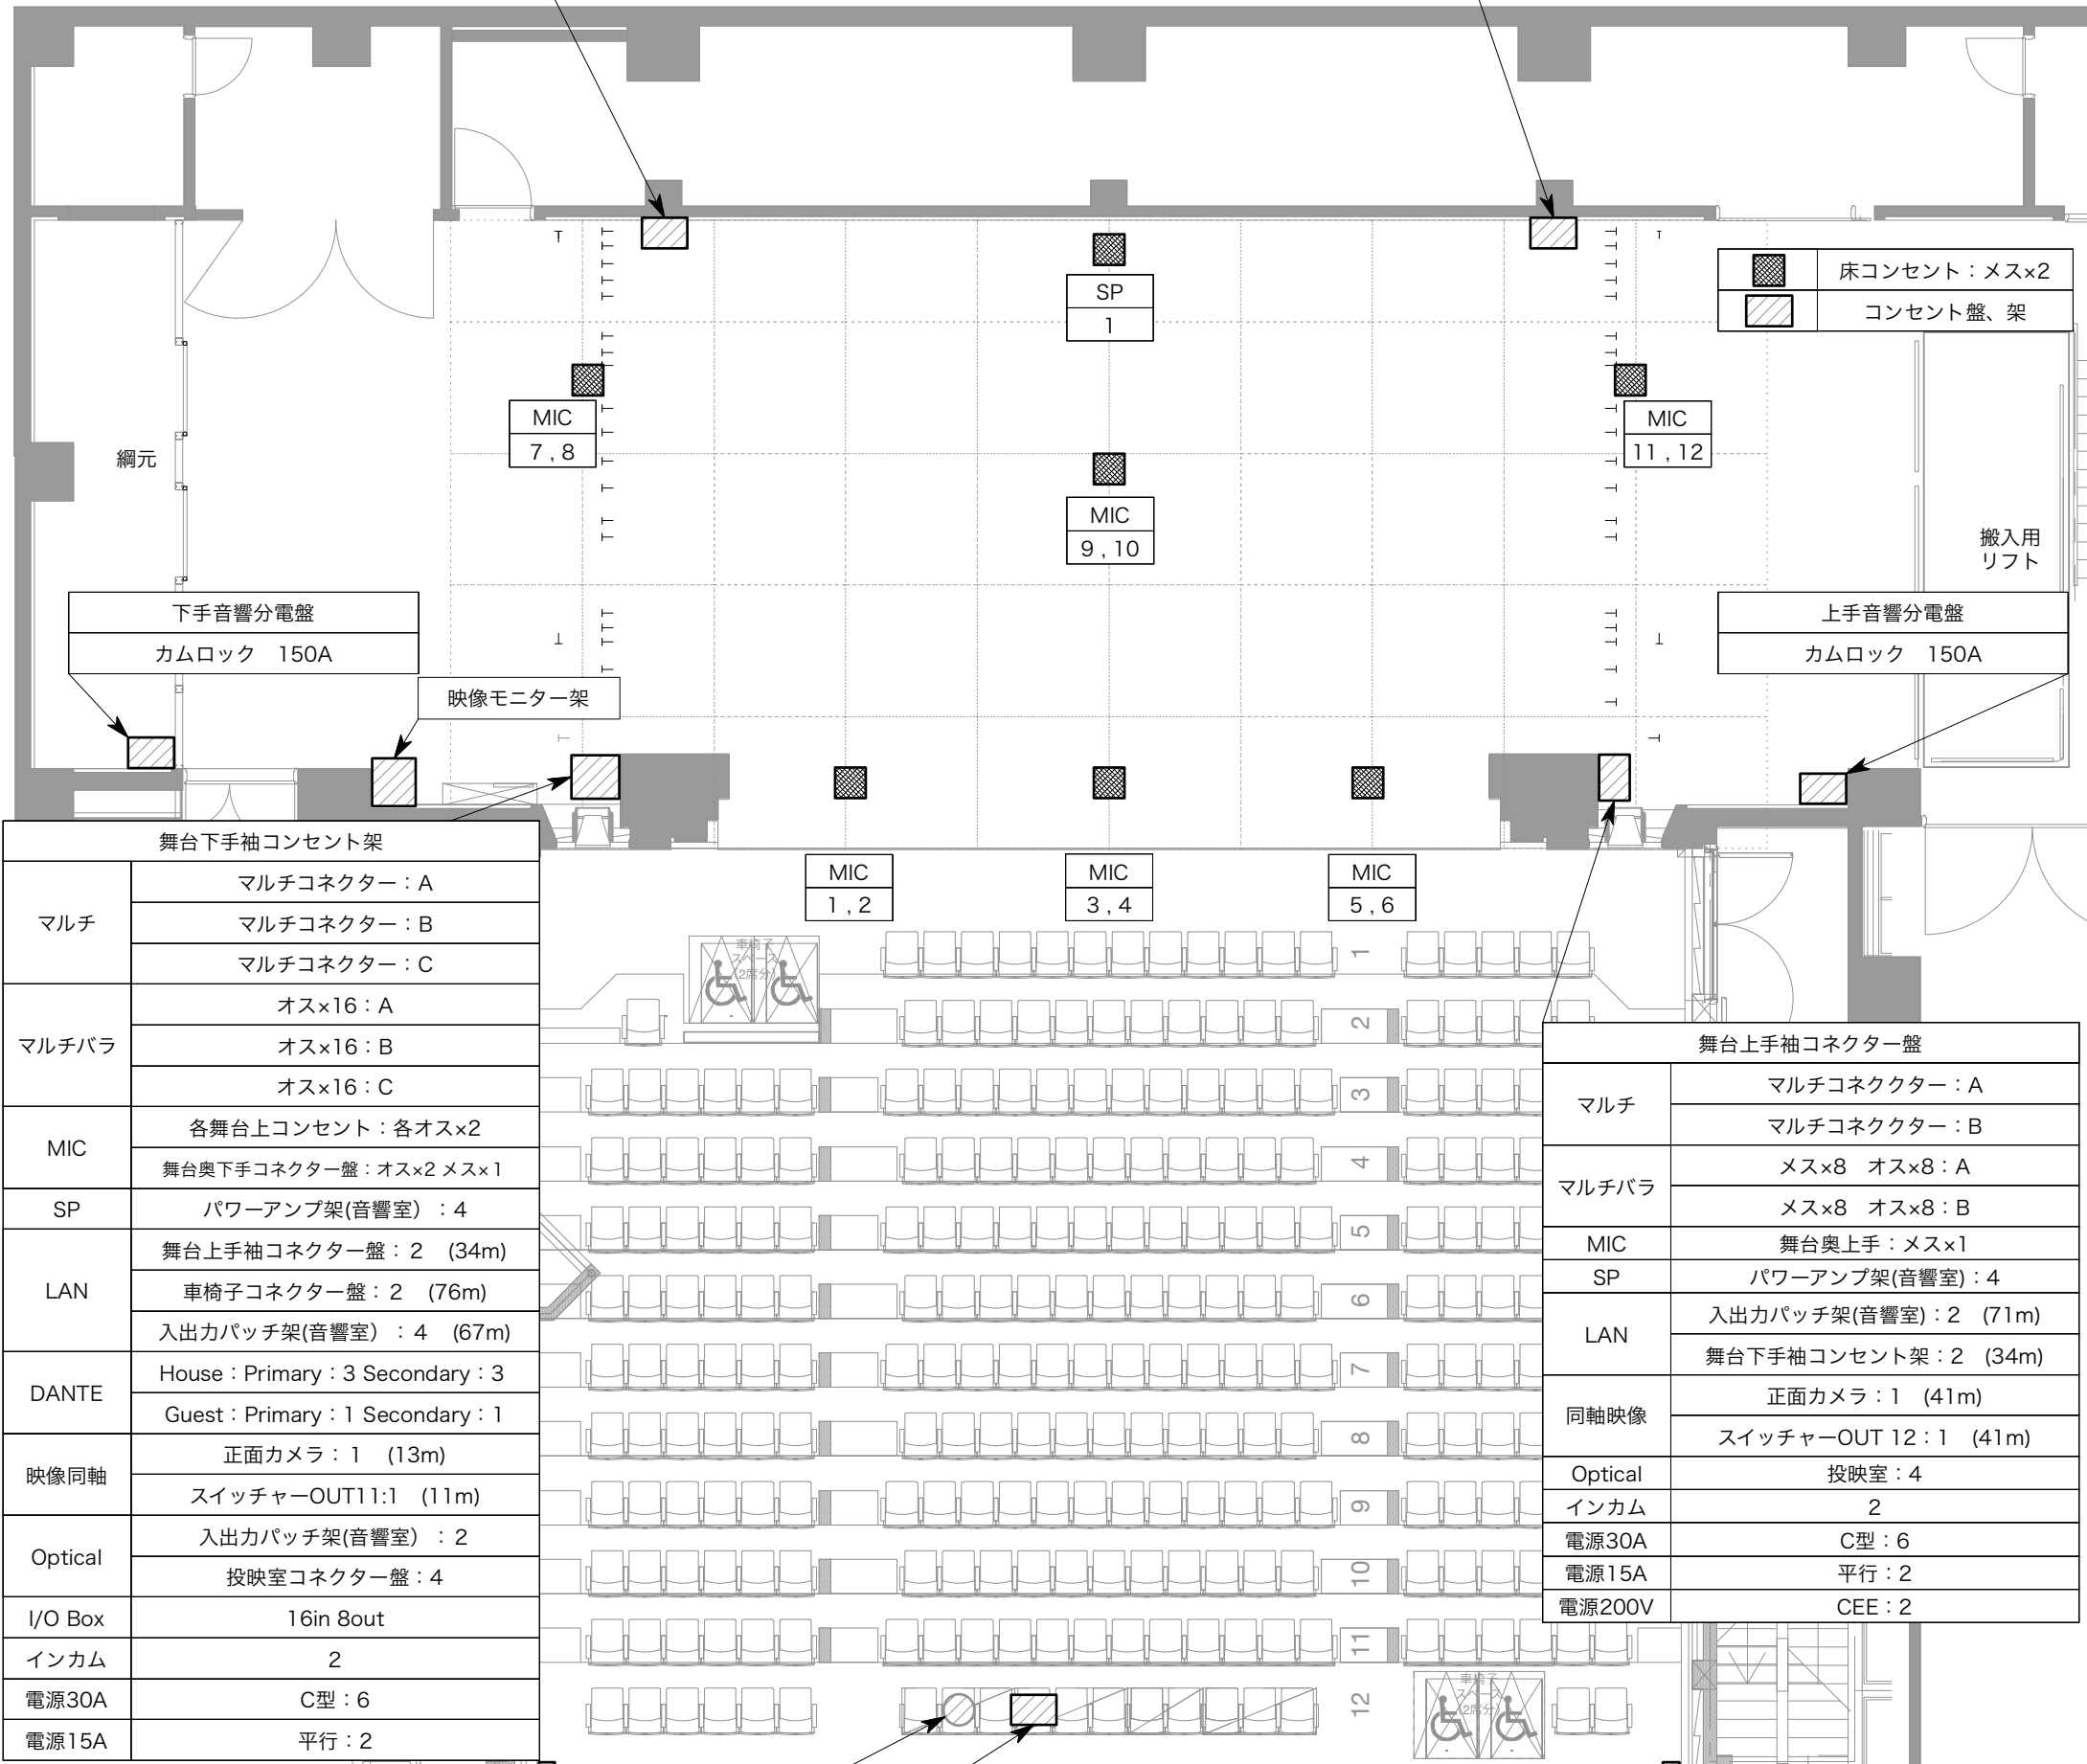 床コンセント：メス×2
コンセント盤、架
SP
1
MIC
7 , 8
MIC
11 , 12
綱元
MIC
9 , 10
搬入用
リフト
下手音響分電盤
カムロック　150A
上手音響分電盤
カムロック　150A
映像モニター架
MIC
1 , 2
MIC
3 , 4
MIC
5 , 6
舞台下手袖コンセント架
マルチ
マルチコネクター：A
マルチコネクター：B
マルチコネクター：C
マルチバラ
オス×16：A
オス×16：B
オス×16：C
MIC
各舞台上コンセント：各オス×2
舞台奥下手コネクター盤：オス×2 メス×1
SP
パワーアンプ架(音響室）：4
LAN
舞台上手袖コネクター盤：2　(34m)
車椅子コネクター盤：2　(76m)
入出力パッチ架(音響室）：4　(67m)
DANTE
House：Primary：3 Secondary：3
Guest：Primary：1 Secondary：1
映像同軸
正面カメラ：1　(13m)
スイッチャーOUT11:1　(11m)
Optical
入出力パッチ架(音響室）：2
投映室コネクター盤：4
I/O Box
16in 8out
インカム
2
電源30A
C型：6
電源15A
平行：2
車椅子
スペース
(2席分)
1
2
3
4
5
6
7
8
9
10
11
12
車椅子
スペース
(2席分)
舞台上手袖コネクター盤
マルチ
マルチコネククター：A
マルチコネクター：B
マルチバラ
メス×8　オス×8：A
メス×8　オス×8：B
MIC
舞台奥上手：メス×1
SP
パワーアンプ架(音響室)：4
LAN
入出力パッチ架(音響室)：2　(71m)
舞台下手袖コンセント架：2　(34m)
同軸映像
正面カメラ：1　(41m)
スイッチャーOUT 12：1　(41m)
Optical
投映室：4
インカム
2
電源30A
C型：6
電源15A
平行：2
電源200V
CEE：2